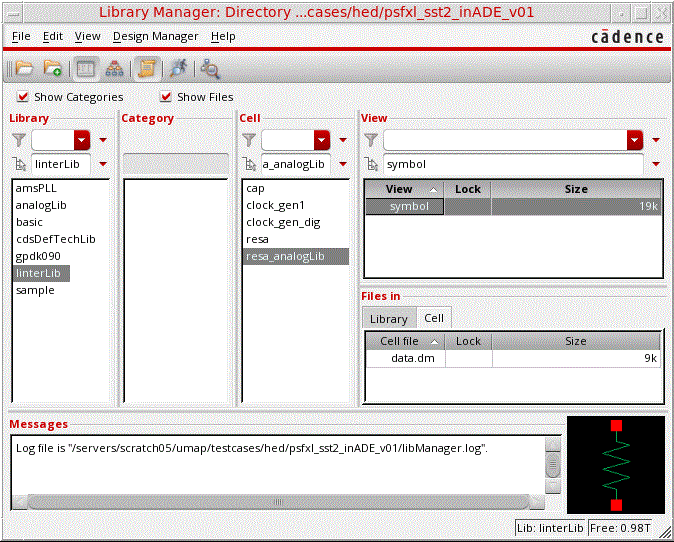 Library Manager: Directory ...cases/hed/psfxl_sst2_inADE_v01
File Edit View Design Manager Help
cādence
Show Categories Show Files
Library Category Cell View
linterLib a_analogLib symbol
amsPLL
analogLib
basic
cdsDefTechLib
gpdk090
linterLib
sample
cap
clock_gen1
clock_gen_dig
resa
resa_analogLib
View Lock Size
symbol 19k
Files in
Library Cell
Cell file Lock Size
data.dm 9k
Messages
Log file is "/servers/scratch05/umap/testcases/hed/psfxl_sst2_inADE_v01/libManager.log".
Lib: linterLib Free: 0.98T